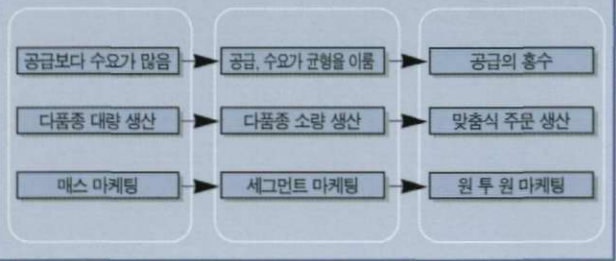 공급보다 수요가 많음
공급, 수요가 균형을 이룸
공급의 홍수
다품종 대량 생산
다품종 소량 생산
맞춤식 주문 생산
매스 마케팅
세그먼트 마케팅
원 투 원 마케팅